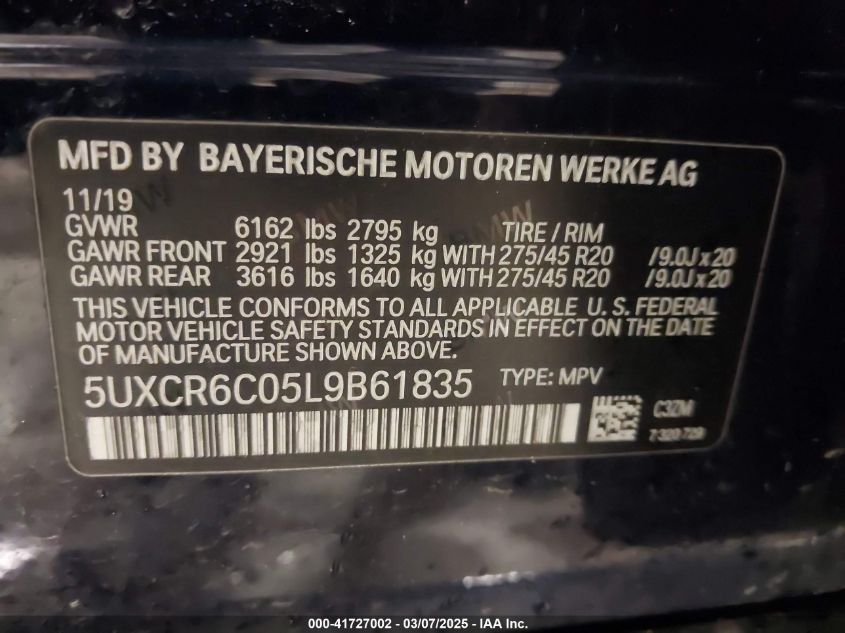 MFD BY BAYERISCHE MOTOREN WERKE AG
11/19
GVWR 6162 lbs 2795 kg TIRE / RIM
GAWR FRONT 2921 lbs 1325 kg WITH 275/45 R20 /9.0J x 20
GAWR REAR 3616 lbs 1640 kg WITH 275/45 R20 /9.0J x 20
THIS VEHICLE CONFORMS TO ALL APPLICABLE U. S. FEDERAL
MOTOR VEHICLE SAFETY STANDARDS IN EFFECT ON THE DATE
OF MANUFACTURE SHOWN ABOVE.
5UXCR6C05L9B61835 TYPE: MPV
C3ZM
000-41727002 - 03/07/2025 - IAA Inc.